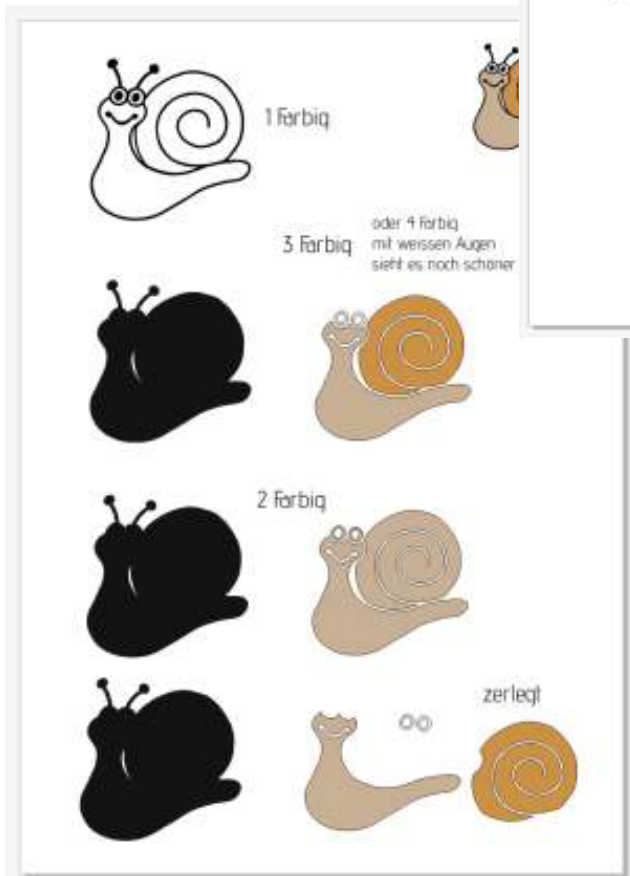 1 Farbig
3 Farbig
oder 4 Farbig
mit weissen Augen
sieht es noch schöner
2 Farbig
zerlegt